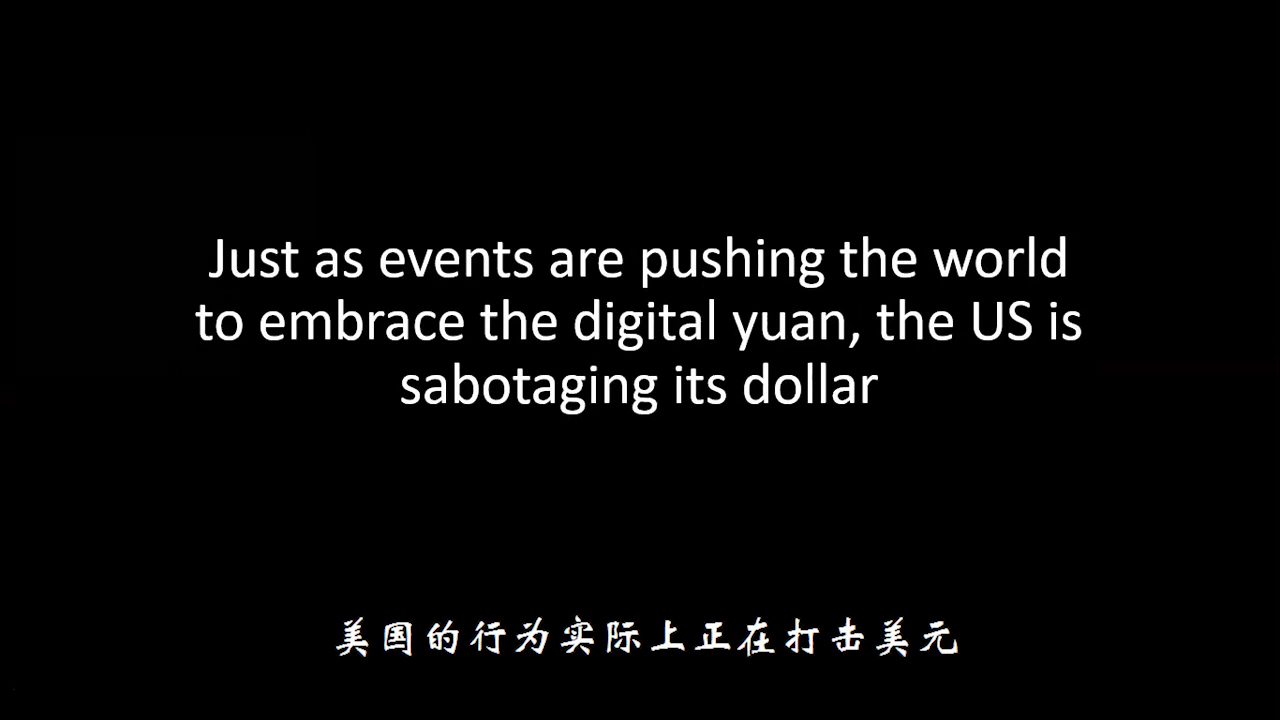 Just as events are pushing the world
to embrace the digital yuan, the US is
sabotaging its dollar
美国的行为实际上正在打击美元